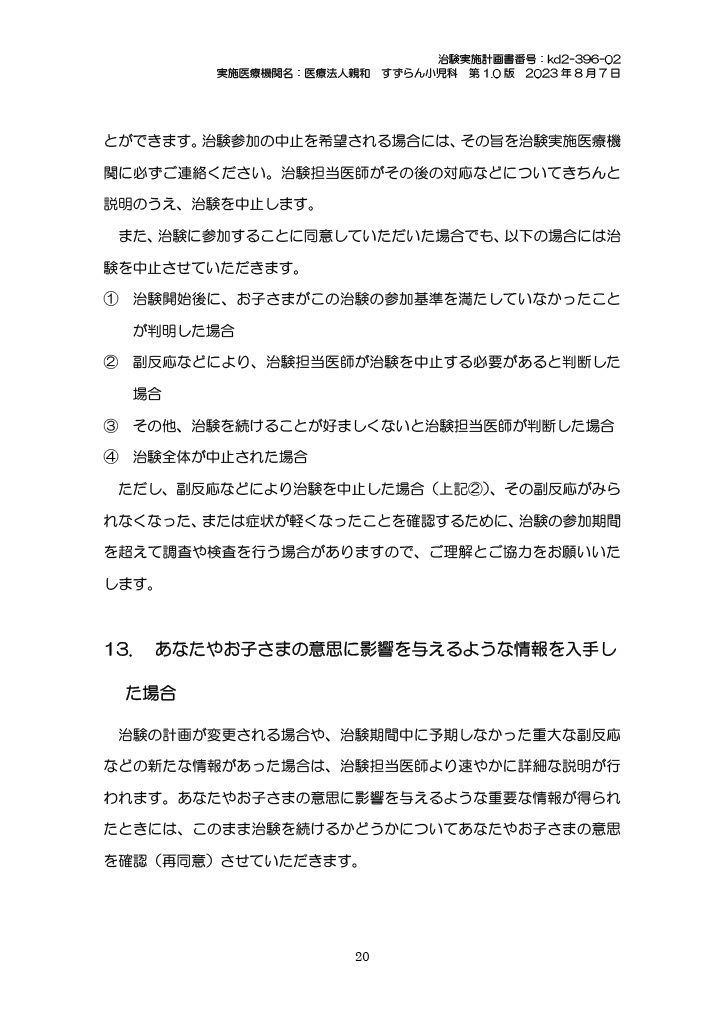 治験実施計画書番号：kd2-396-02
実施医療機関名：医療法人親和　すずらん小児科　第 1.0 版　2023 年 8 月 7 日
とができます。治験参加の中止を希望される場合には、その旨を治験実施医療機
関に必ずご連絡ください。治験担当医師がその後の対応などについてきちんと
説明のうえ、治験を中止します。
　また、治験に参加することに同意していただいた場合でも、以下の場合には治
験を中止させていただきます。
①　治験開始後に、お子さまがこの治験の参加基準を満たしていなかったこと
が判明した場合
②　副反応などにより、治験担当医師が治験を中止する必要があると判断した
場合
③　その他、治験を続けることが好ましくないと治験担当医師が判断した場合
④　治験全体が中止された場合
　ただし、副反応などにより治験を中止した場合（上記②）、その副反応がみら
れなくなった、または症状が軽くなったことを確認するために、治験の参加期間
を超えて調査や検査を行う場合がありますので、ご理解とご協力をお願いいた
します。
13.　あなたやお子さまの意思に影響を与えるような情報を入手し
た場合
　治験の計画が変更される場合や、治験期間中に予期しなかった重大な副反応
などの新たな情報があった場合は、治験担当医師より速やかに詳細な説明が行
われます。あなたやお子さまの意思に影響を与えるような重要な情報が得られ
たときには、このまま治験を続けるかどうかについてあなたやお子さまの意思
を確認（再同意）させていただきます。
20